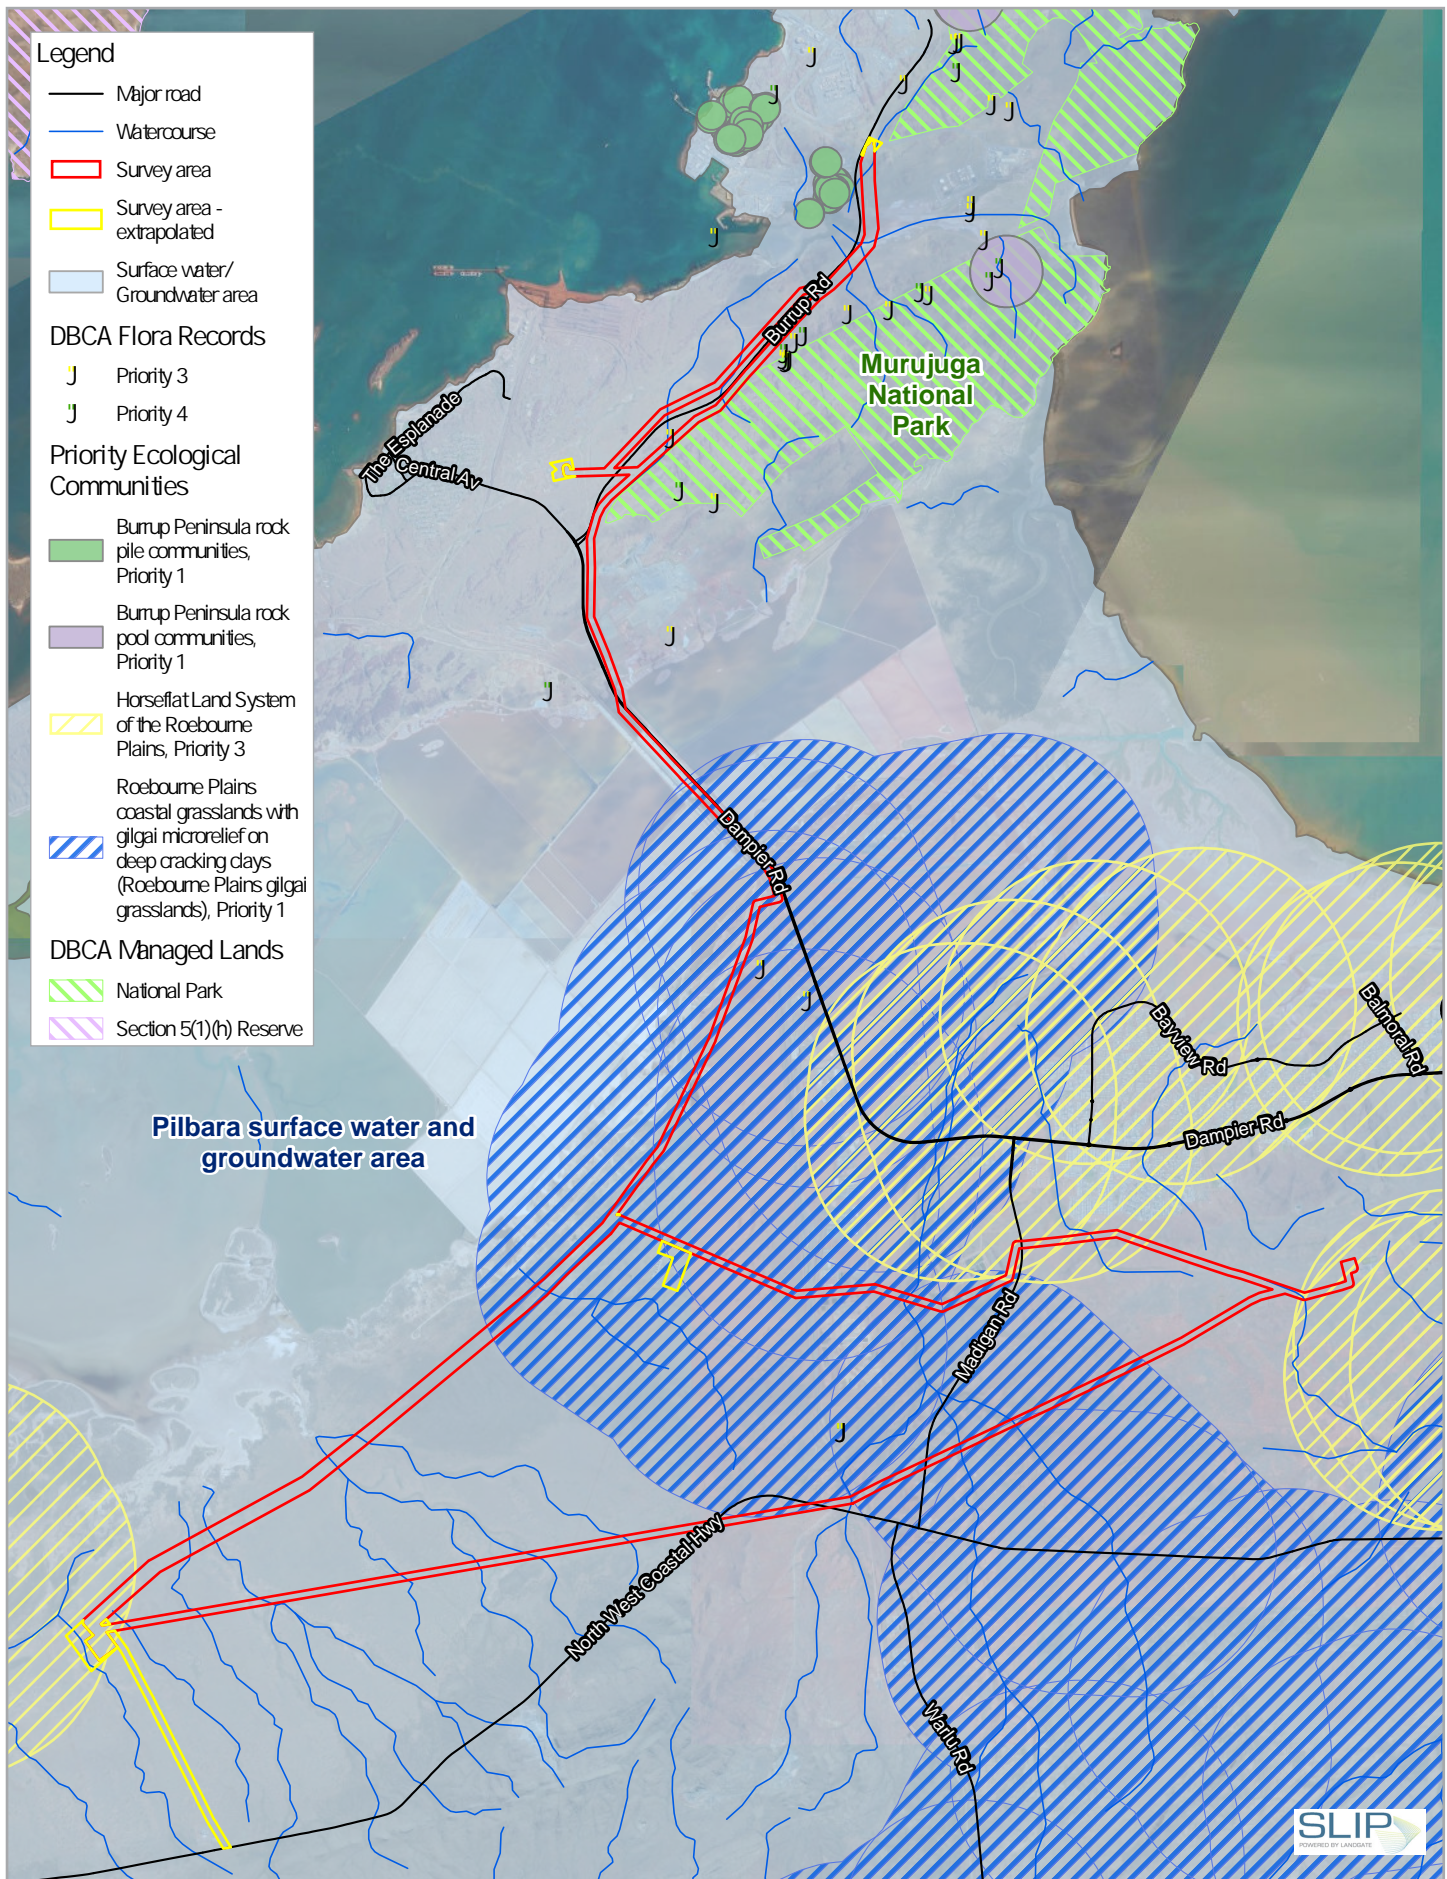 Legend
Major road
Watercourse
Survey area
Survey area -
extrapolated
Surface water/
Groundwater area
DBCA Flora Records
J Priority 3
J Priority 4
Priority Ecological
Communities
Burrup Peninsula rock
pile communities,
Priority 1
Burrup Peninsula rock
pool communities,
Priority 1
Horseflat Land System
of the Roebourne
Plains, Priority 3
Roebourne Plains
coastal grasslands with
gilgai microrelief on
deep cracking clays
(Roebourne Plains gilgai
grasslands), Priority 1
DBCA Managed Lands
National Park
Section 5(1)(h) Reserve
Burrup Rd
Murujuga
National
Park
The Esplanade
Central Av
Dampier Rd
Bayview Rd
Balmoral Rd
Dampier Rd
Pilbara surface water and
groundwater area
Madigan Rd
North West Coastal Hwy
Warlu Rd
SLIP
POWERED BY LANDGATE